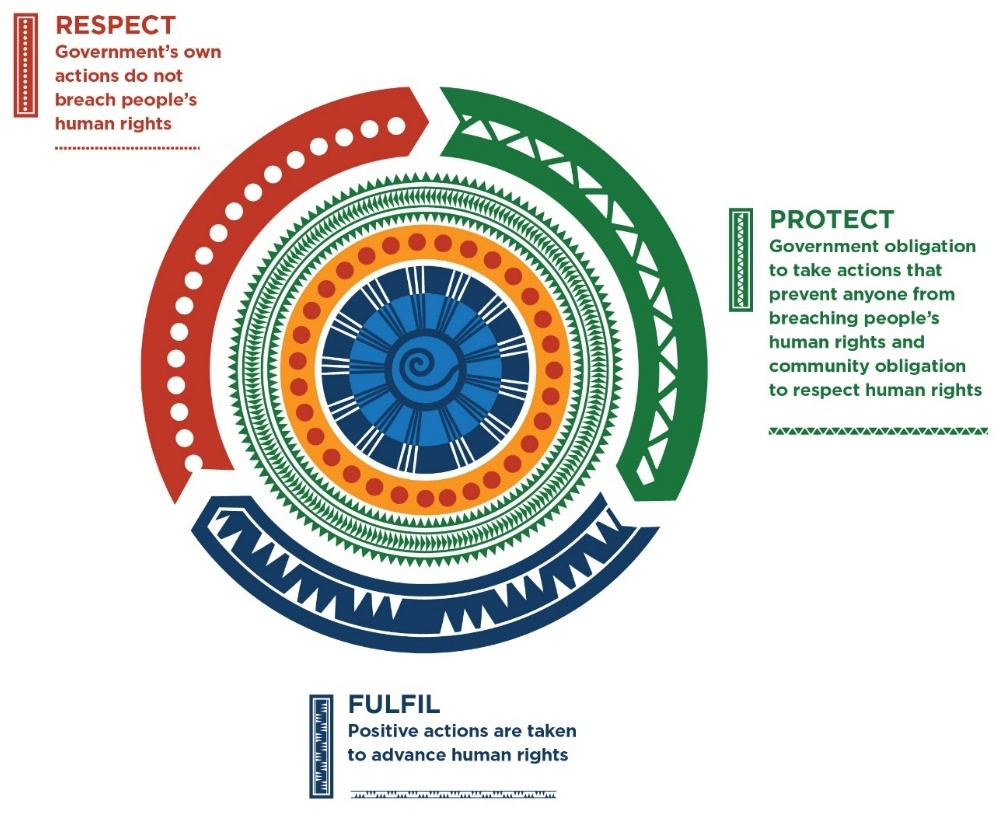 RESPECT
Government’s own
actions do not
breach people’s
human rights
PROTECT
Government obligation
to take actions that
prevent anyone from
breaching people’s
human rights and
community obligation
to respect human rights
FULFIL
Positive actions are taken
to advance human rights